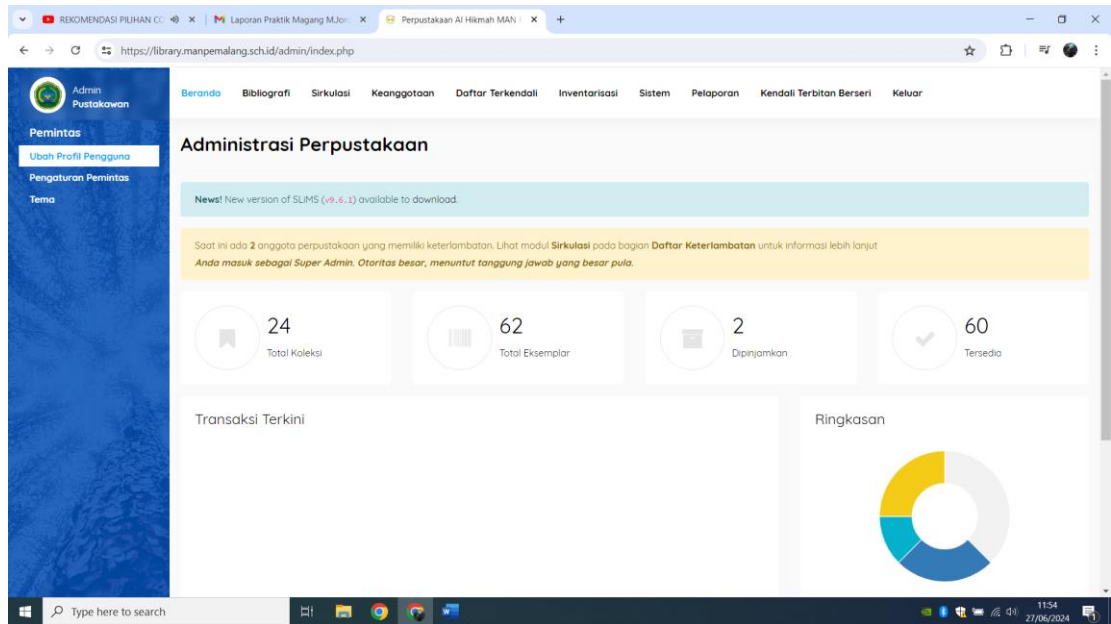 REKOMENDASI PILIHAN CO
Laporan Praktik Magang M.Jor
Perpustakaan Al Hikmah MAN
https://library.manpemalang.sch.id/admin/index.php
Admin
Pustakawan
Beranda Bibliografi Sirkulasi Keanggotaan Daftar Terkendali Inventarisasi Sistem Pelaporan Kendali Terbitan Berseri Keluar
Pemintas
Ubah Profil Pengguna
Pengaturan Pemintas
Tema
Administrasi Perpustakaan
News! New version of SLiMS (v9.6.1) available to download.
Saat ini ada 2 anggota perpustakaan yang memiliki keterlambatan. Lihat modul Sirkulasi pada bagian Daftar Keterlambatan untuk informasi lebih lanjut
Anda masuk sebagai Super Admin. Otoritas besar, menuntut tanggung jawab yang besar pula.
24
Total Koleksi
62
Total Eksemplar
2
Dipinjamkan
60
Tersedia
Transaksi Terkini
Ringkasan
Type here to search
11:54
27/06/2024